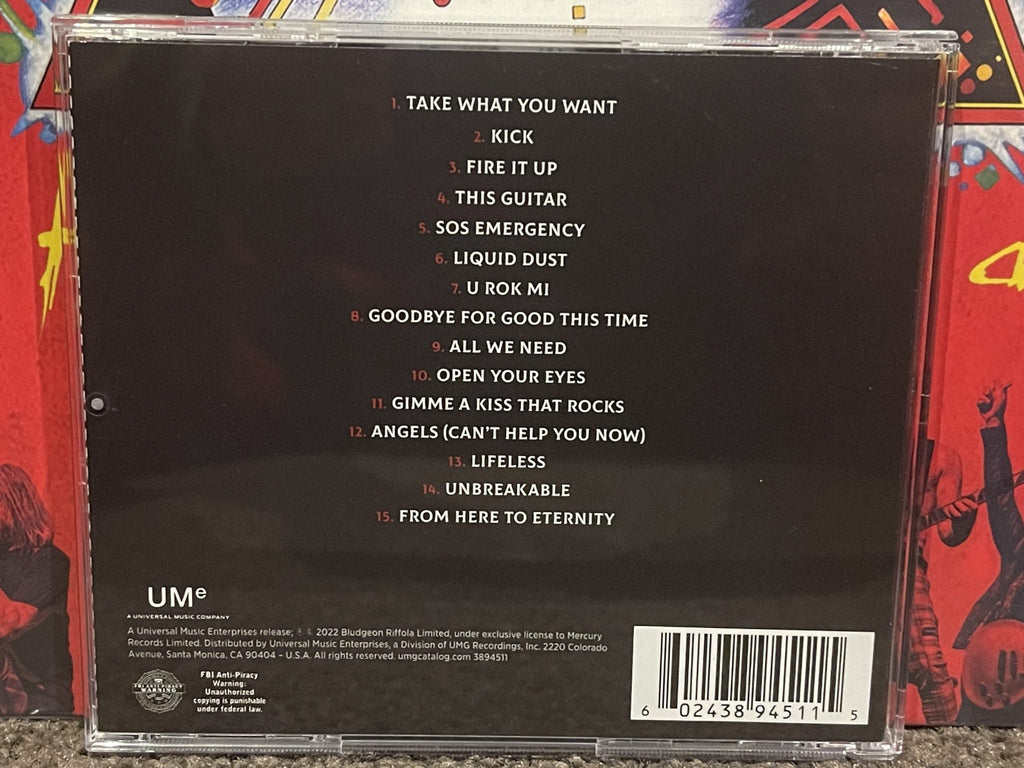 1. TAKE WHAT YOU WANT
2. KICK
3. FIRE IT UP
4. THIS GUITAR
5. SOS EMERGENCY
6. LIQUID DUST
7. U ROK MI
8. GOODBYE FOR GOOD THIS TIME
9. ALL WE NEED
10. OPEN YOUR EYES
11. GIMME A KISS THAT ROCKS
12. ANGELS (CAN'T HELP YOU NOW)
13. LIFELESS
14. UNBREAKABLE
15. FROM HERE TO ETERNITY
UMe
A UNIVERSAL MUSIC COMPANY
A Universal Music Enterprises release; 2022 Bludgeon Riffola Limited, under exclusive license to Mercury
Records Limited. Distributed by Universal Music Enterprises, a Division of UMG Recordings, Inc. 2220 Colorado
Avenue, Santa Monica, CA 90404 - U.S.A. All rights reserved. umgcatalog.com 3894511
FBI ANTI-PIRACY
WARNING
FBI Anti-Piracy
Warning:
Unauthorized
copying is punishable
under federal law.
6 02438 94511 5